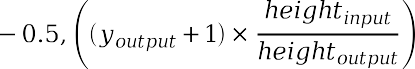 − 0.5, ((y_output + 1) × height_input / height_output)